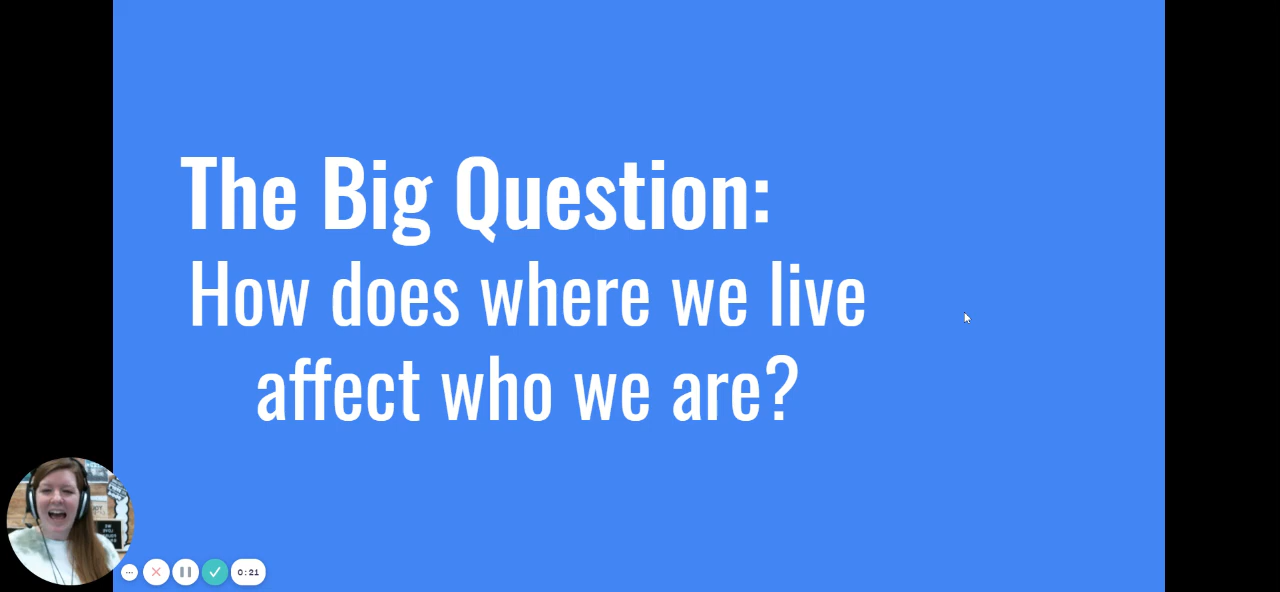 The Big Question:
How does where we live
affect who we are?
0:21